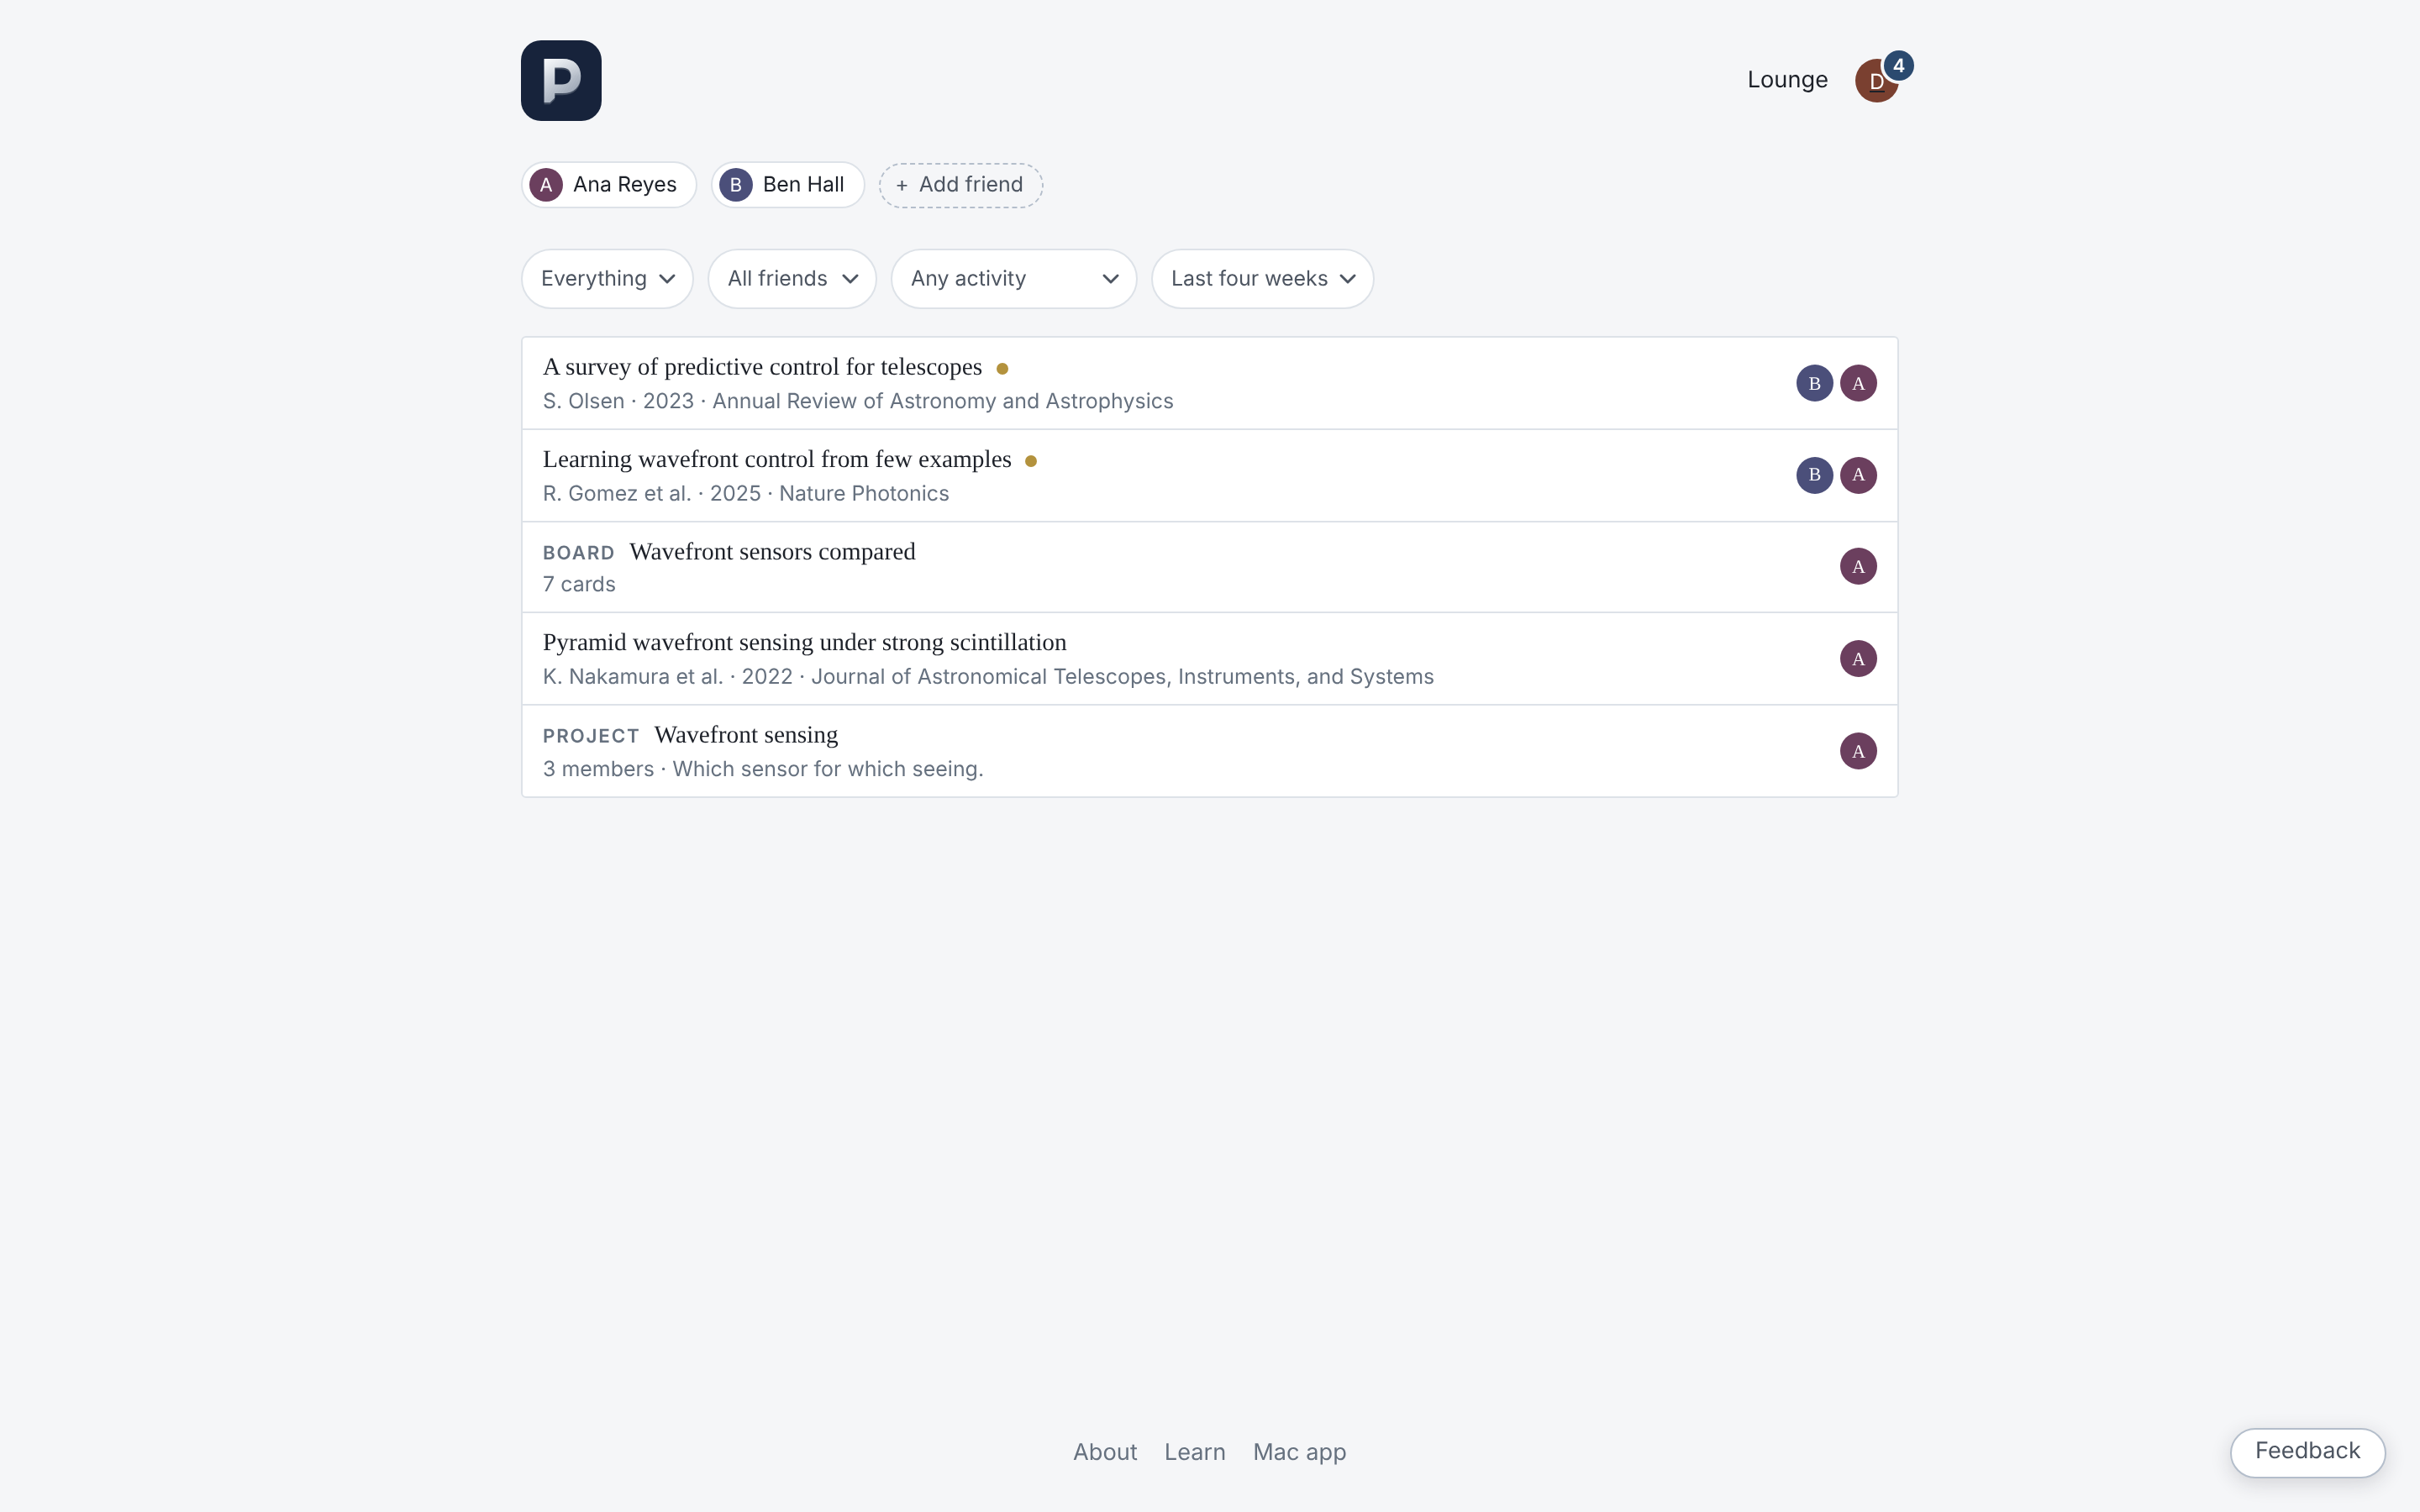 P
Lounge D 4
A Ana Reyes B Ben Hall + Add friend
Everything All friends Any activity Last four weeks
A survey of predictive control for telescopes
S. Olsen · 2023 · Annual Review of Astronomy and Astrophysics
B A
Learning wavefront control from few examples
R. Gomez et al. · 2025 · Nature Photonics
B A
BOARD Wavefront sensors compared
7 cards
A
Pyramid wavefront sensing under strong scintillation
K. Nakamura et al. · 2022 · Journal of Astronomical Telescopes, Instruments, and Systems
A
PROJECT Wavefront sensing
3 members · Which sensor for which seeing.
A
About Learn Mac app
Feedback